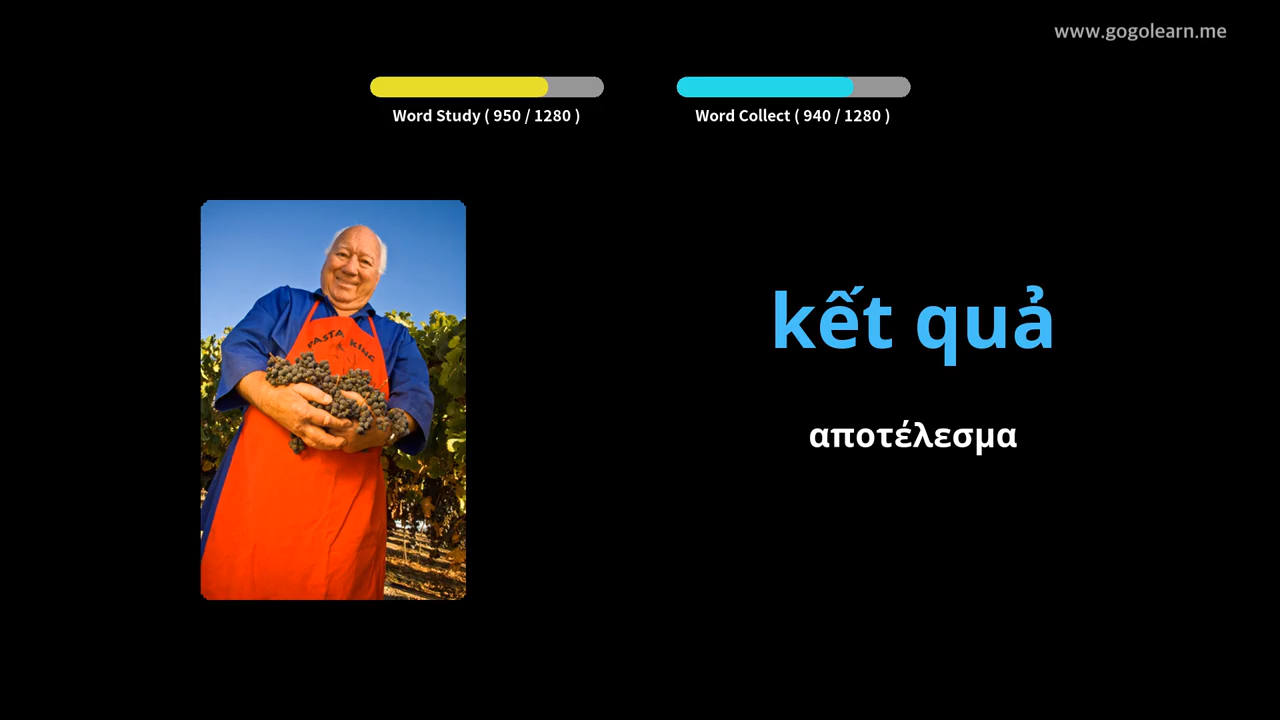 www.gogolearn.me
Word Study ( 950 / 1280 )
Word Collect ( 940 / 1280 )
PASTA KING
kết quả
αποτέλεσμα